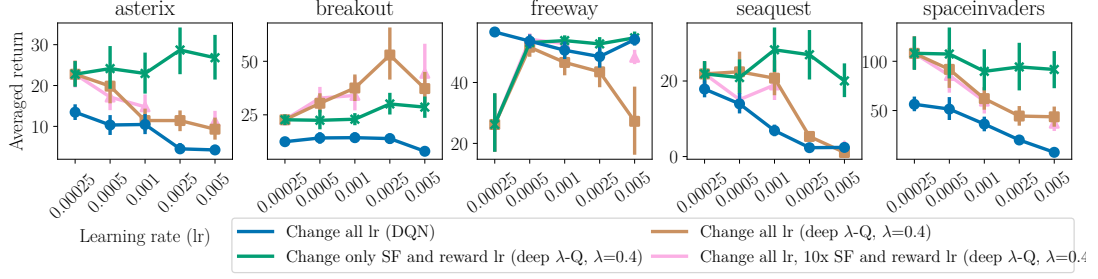 asterix breakout freeway seaquest spaceinvaders
Averaged return
30
20
10
50
25
40
20
20
0
100
50
0.00025 0.0005 0.001 0.0025 0.005
0.00025 0.0005 0.001 0.0025 0.005
0.00025 0.0005 0.001 0.0025 0.005
0.00025 0.0005 0.001 0.0025 0.005
0.00025 0.0005 0.001 0.0025 0.005
Learning rate (lr)
Change all lr (DQN)
Change only SF and reward lr (deep λ-Q, λ=0.4)
Change all lr (deep λ-Q, λ=0.4)
Change all lr, 10x SF and reward lr (deep λ-Q, λ=0.4